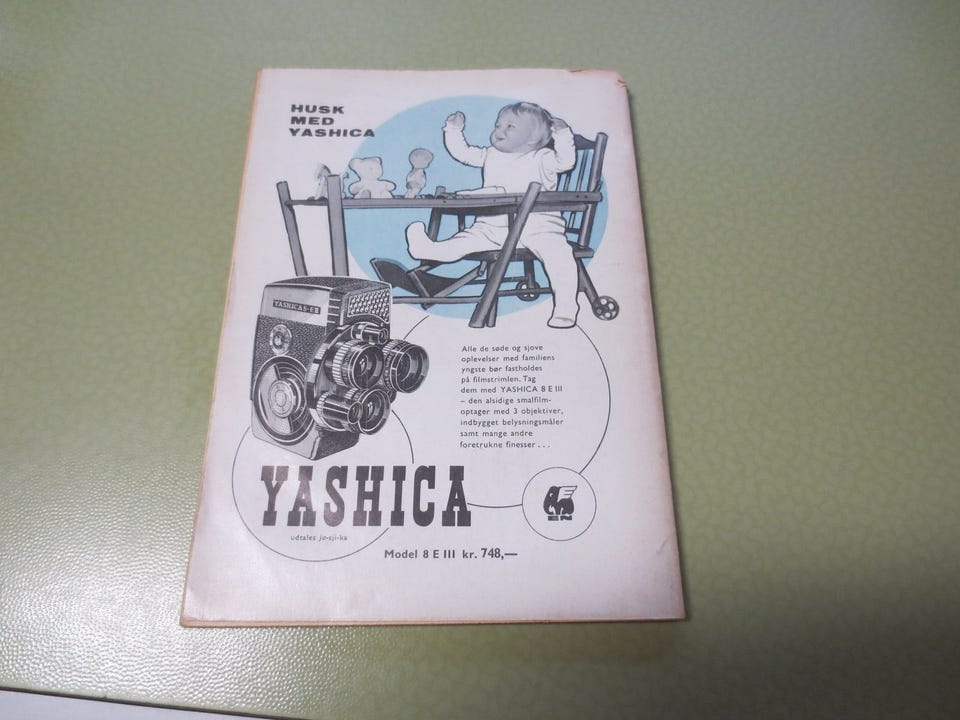 HUSK
MED
YASHICA
YASHICA8-EIII
Alle de søde og sjove
oplevelser med familiens
yngste bør fastholdes
på filmstrimlen. Tag
dem med YASHICA 8 E III
– den alsidige smalfilm-
optager med 3 objektiver,
indbygget belysningsmåler
samt mange andre
foretrukne finesser . . .
YASHICA
udtales ja-sji-ka
Model 8 E III kr. 748,—